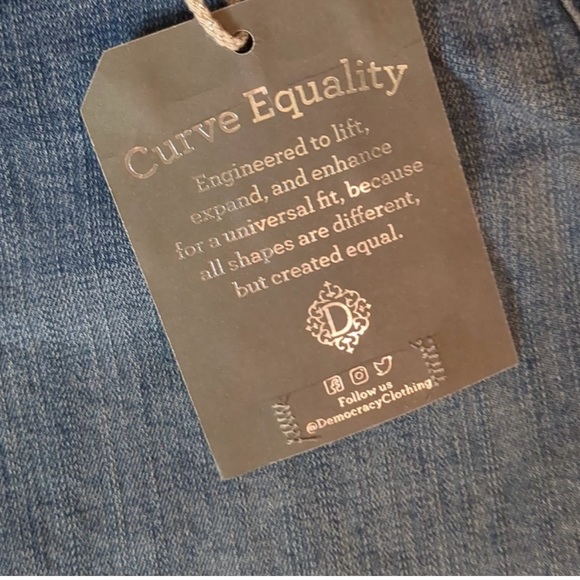 Curve Equality
Engineered to lift,
expand, and enhance
for a universal fit, because
all shapes are different,
but created equal.
D
Follow us
@DemocracyClothing